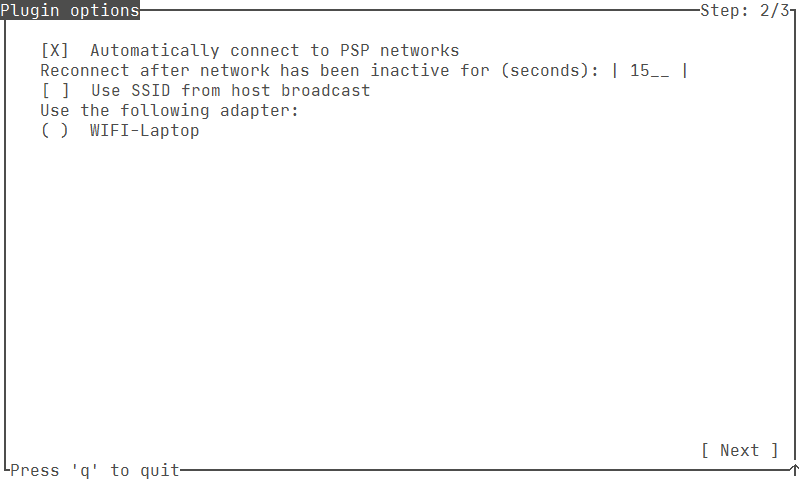 Plugin options Step: 2/3
[X] Automatically connect to PSP networks
Reconnect after network has been inactive for (seconds): | 15__ |
[ ] Use SSID from host broadcast
Use the following adapter:
( ) WIFI-Laptop
[ Next ]
Press 'q' to quit